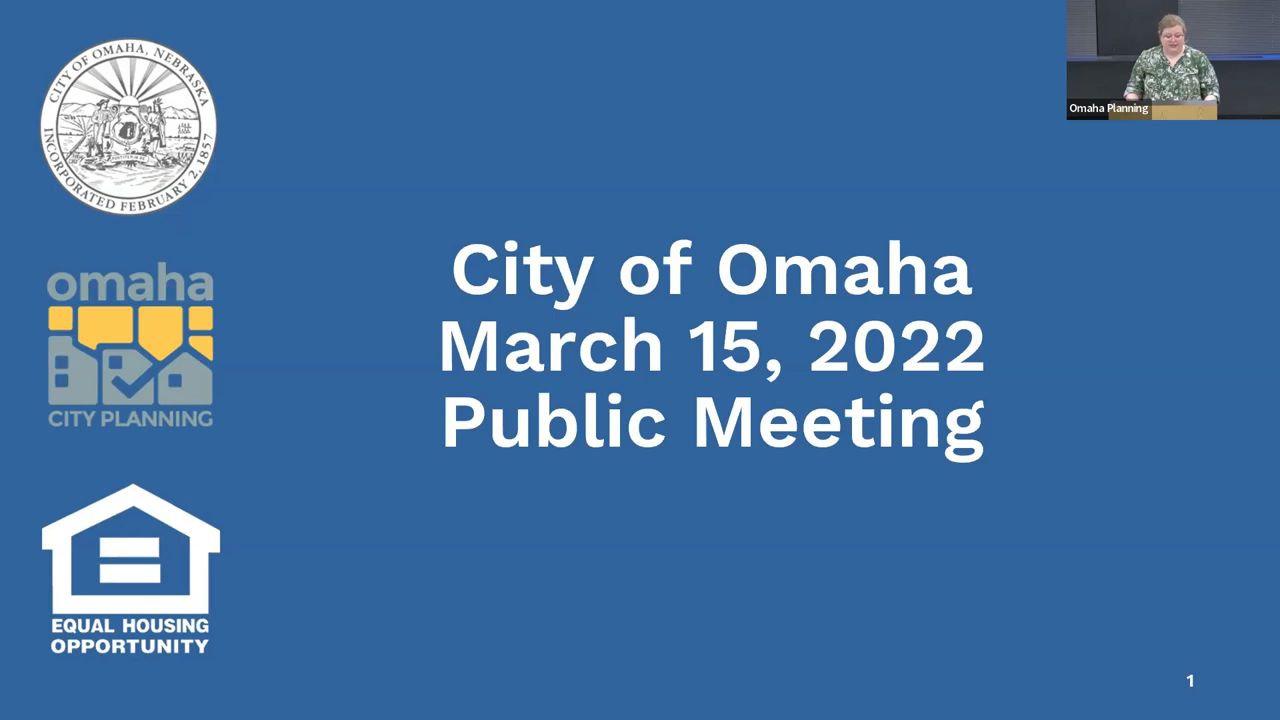 CITY OF OMAHA, NEBRASKA
INCORPORATED FEBRUARY 2, 1857
omaha
CITY PLANNING
EQUAL HOUSING
OPPORTUNITY
City of Omaha
March 15, 2022
Public Meeting
Omaha Planning
1